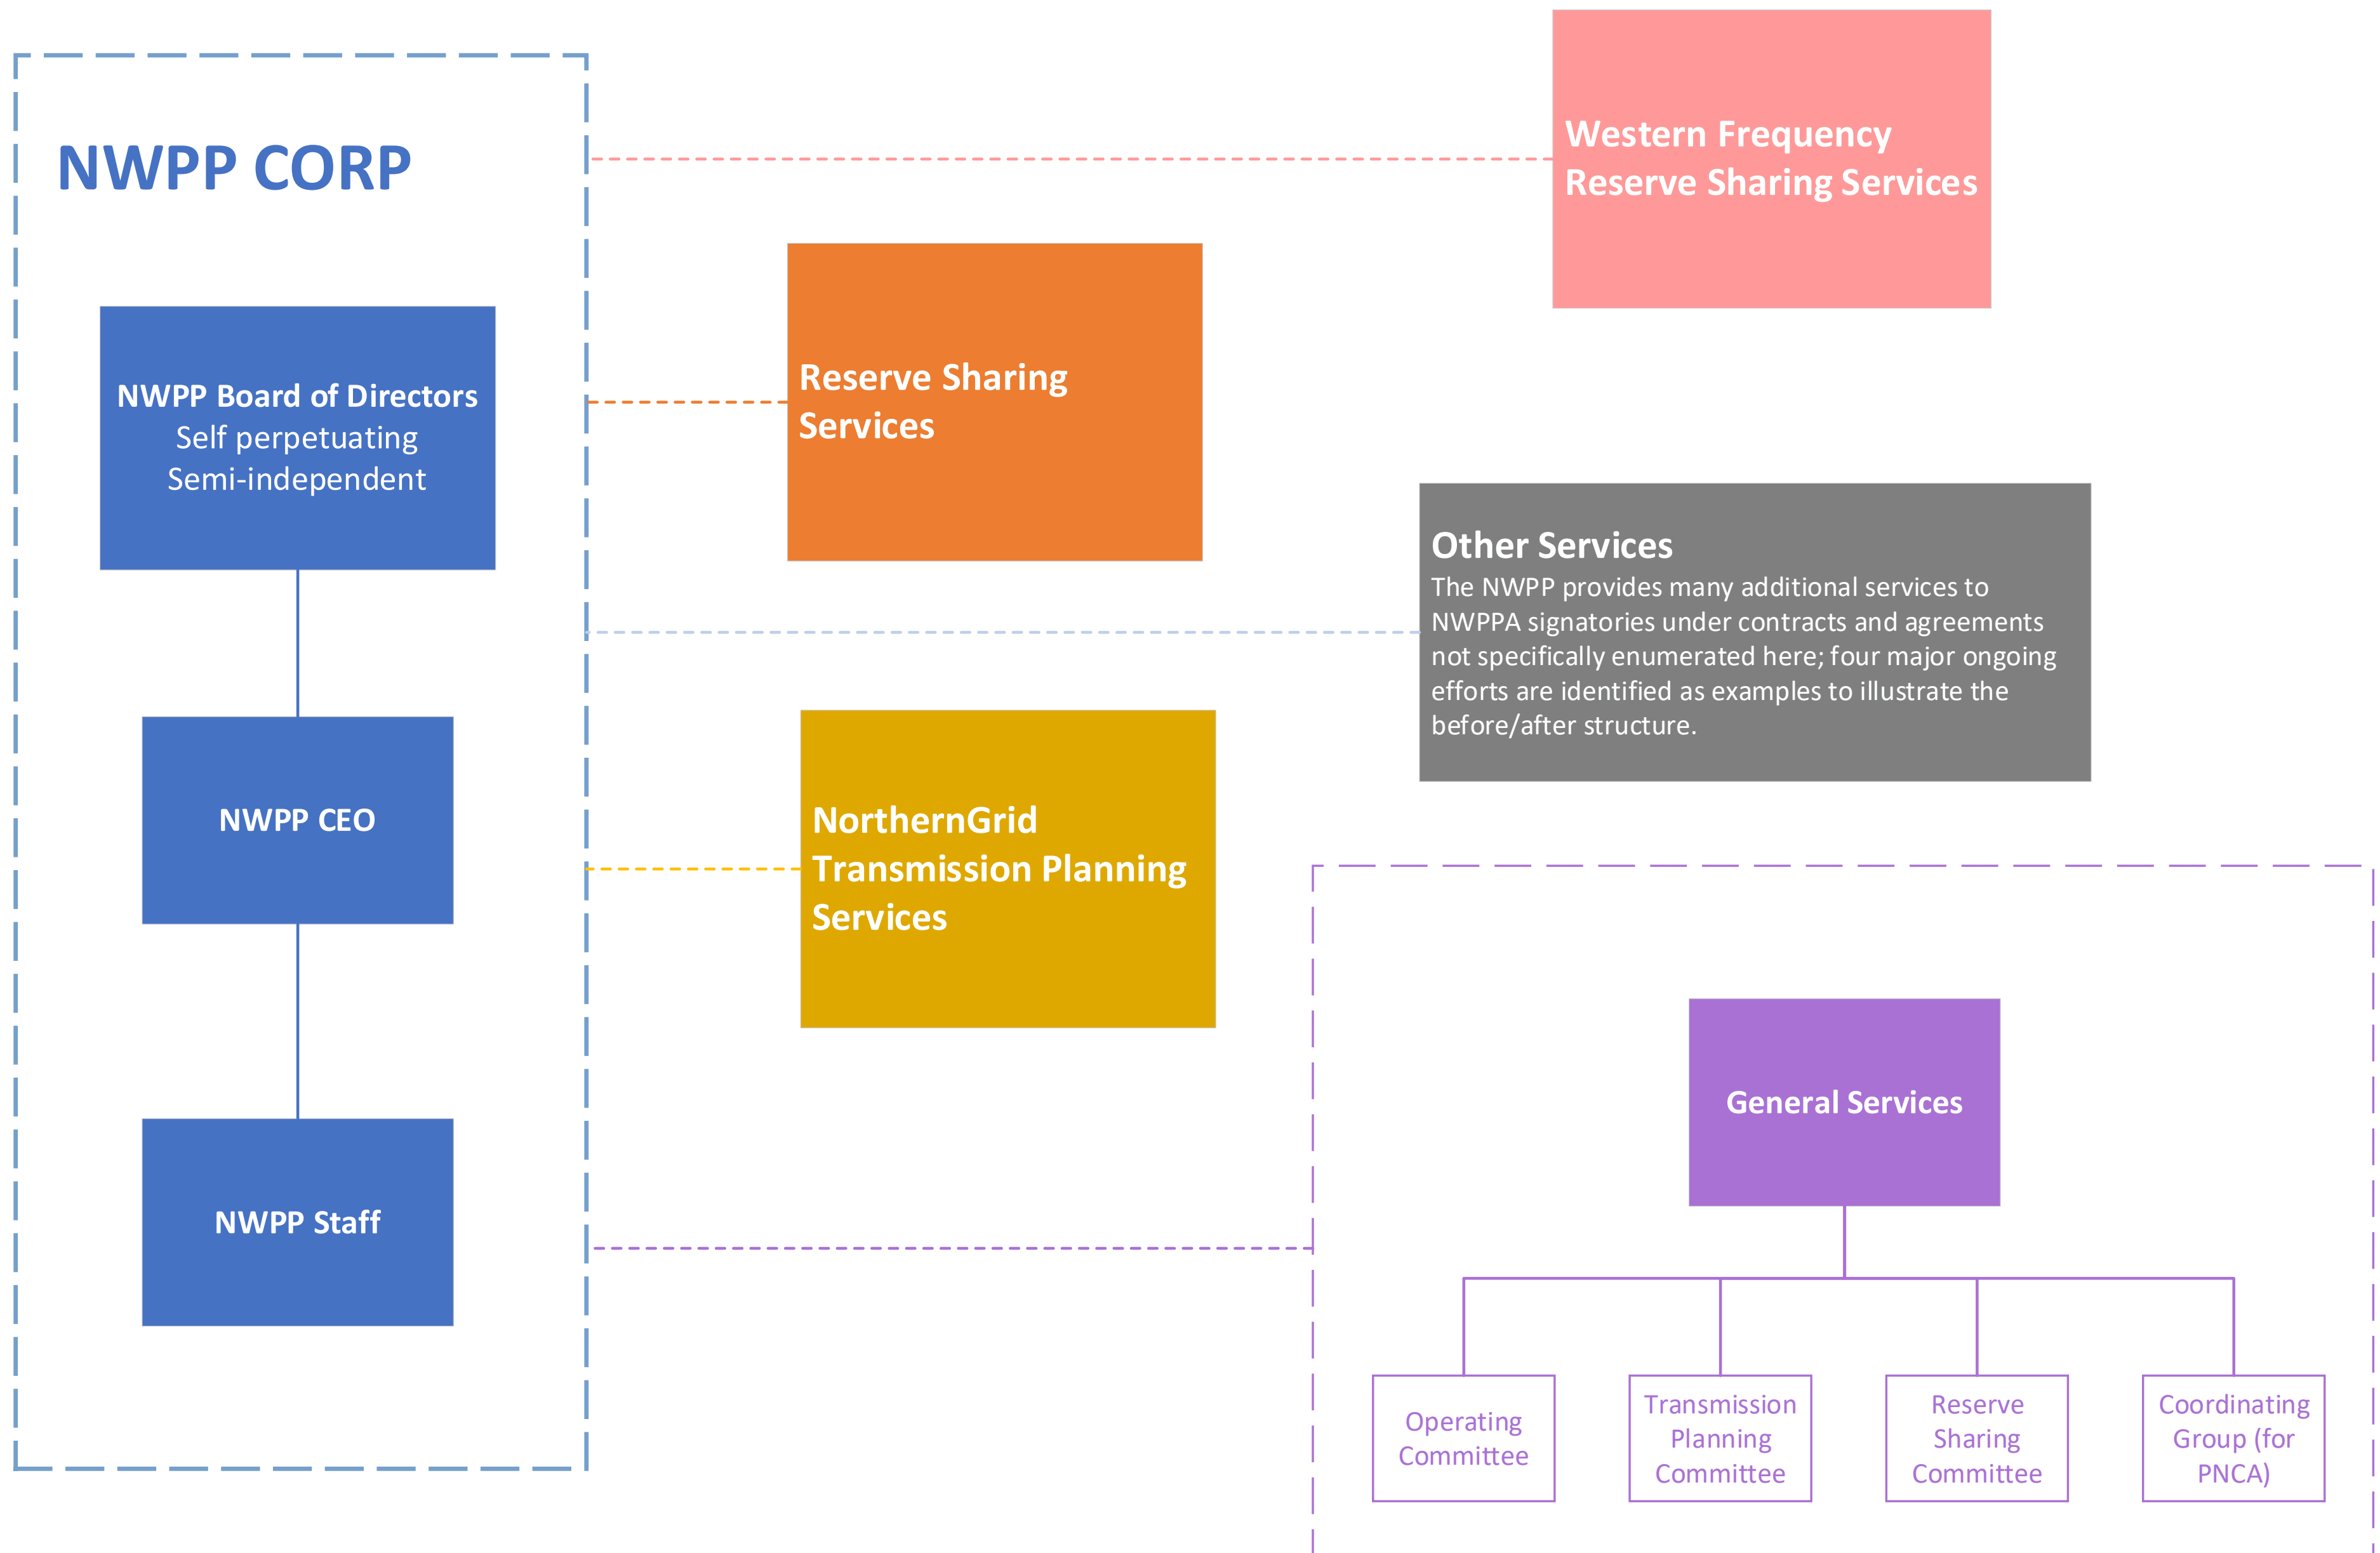 NWPP CORP
NWPP Board of Directors
Self perpetuating
Semi-independent
NWPP CEO
NWPP Staff
Western Frequency
Reserve Sharing Services
Reserve Sharing
Services
Other Services
The NWPP provides many additional services to
NWPPA signatories under contracts and agreements
not specifically enumerated here; four major ongoing
efforts are identified as examples to illustrate the
before/after structure.
NorthernGrid
Transmission Planning
Services
General Services
Operating
Committee
Transmission
Planning
Committee
Reserve
Sharing
Committee
Coordinating
Group (for
PNCA)